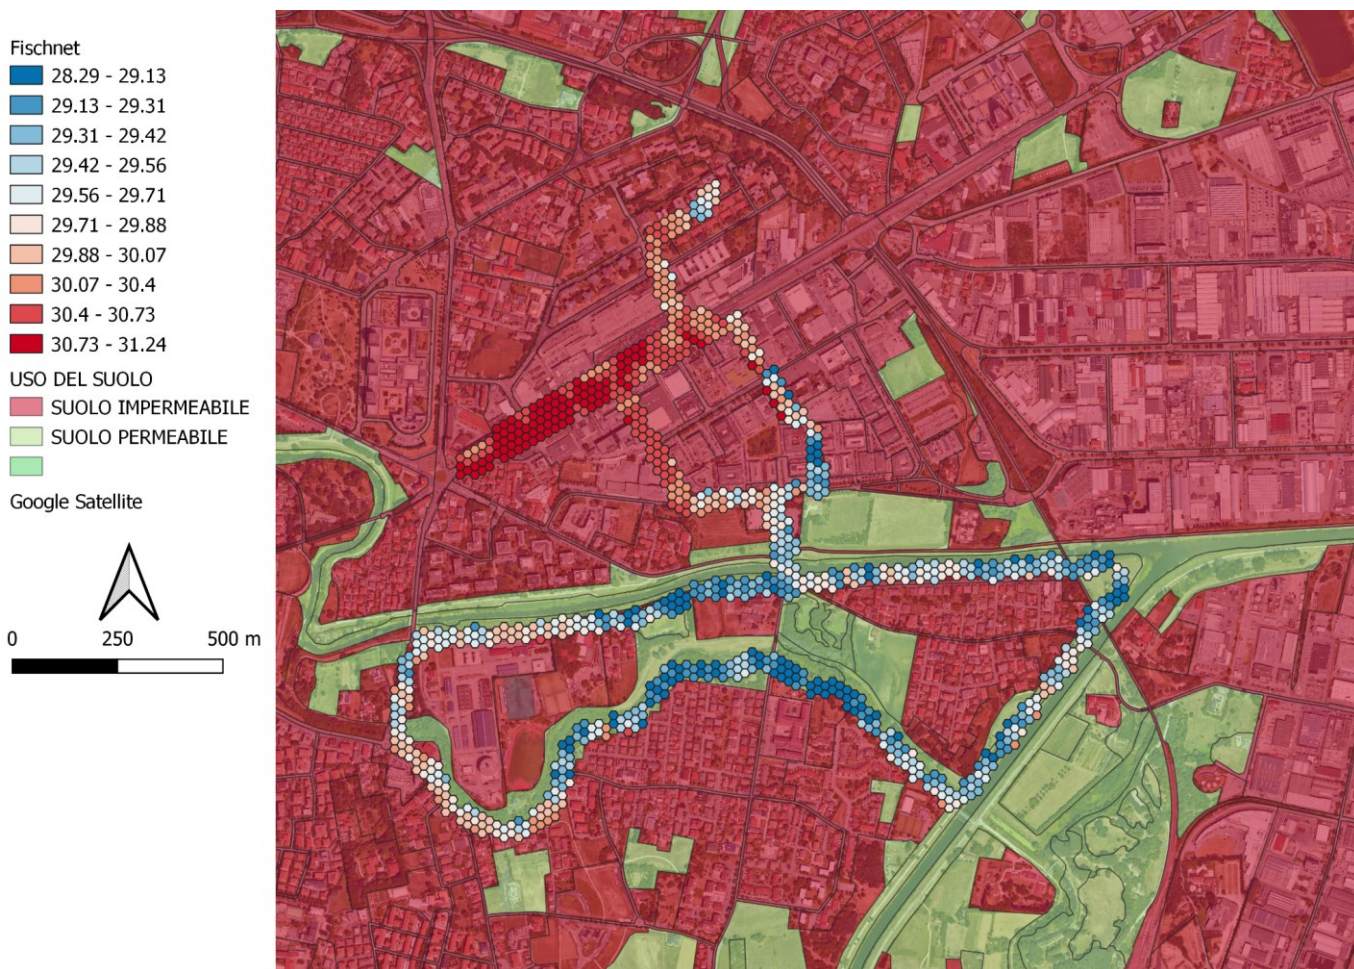 Fischnet
28.29 - 29.13
29.13 - 29.31
29.31 - 29.42
29.42 - 29.56
29.56 - 29.71
29.71 - 29.88
29.88 - 30.07
30.07 - 30.4
30.4 - 30.73
30.73 - 31.24
USO DEL SUOLO
SUOLO IMPERMEABILE
SUOLO PERMEABILE
Google Satellite
0 250 500 m